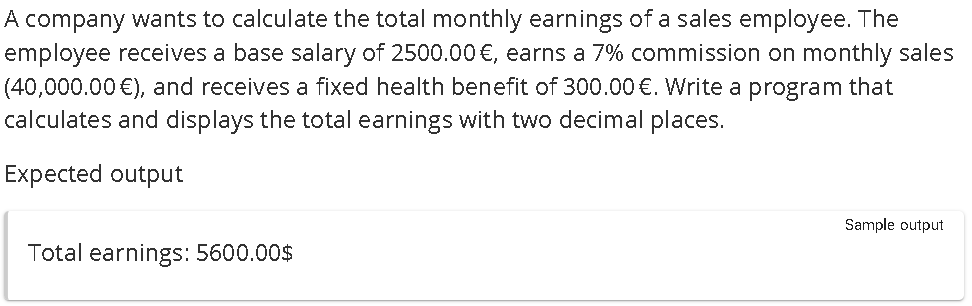 A company wants to calculate the total monthly earnings of a sales employee. The
employee receives a base salary of 2500.00 €, earns a 7% commission on monthly sales
(40,000.00 €), and receives a fixed health benefit of 300.00 €. Write a program that
calculates and displays the total earnings with two decimal places.
Expected output
Sample output
Total earnings: 5600.00$